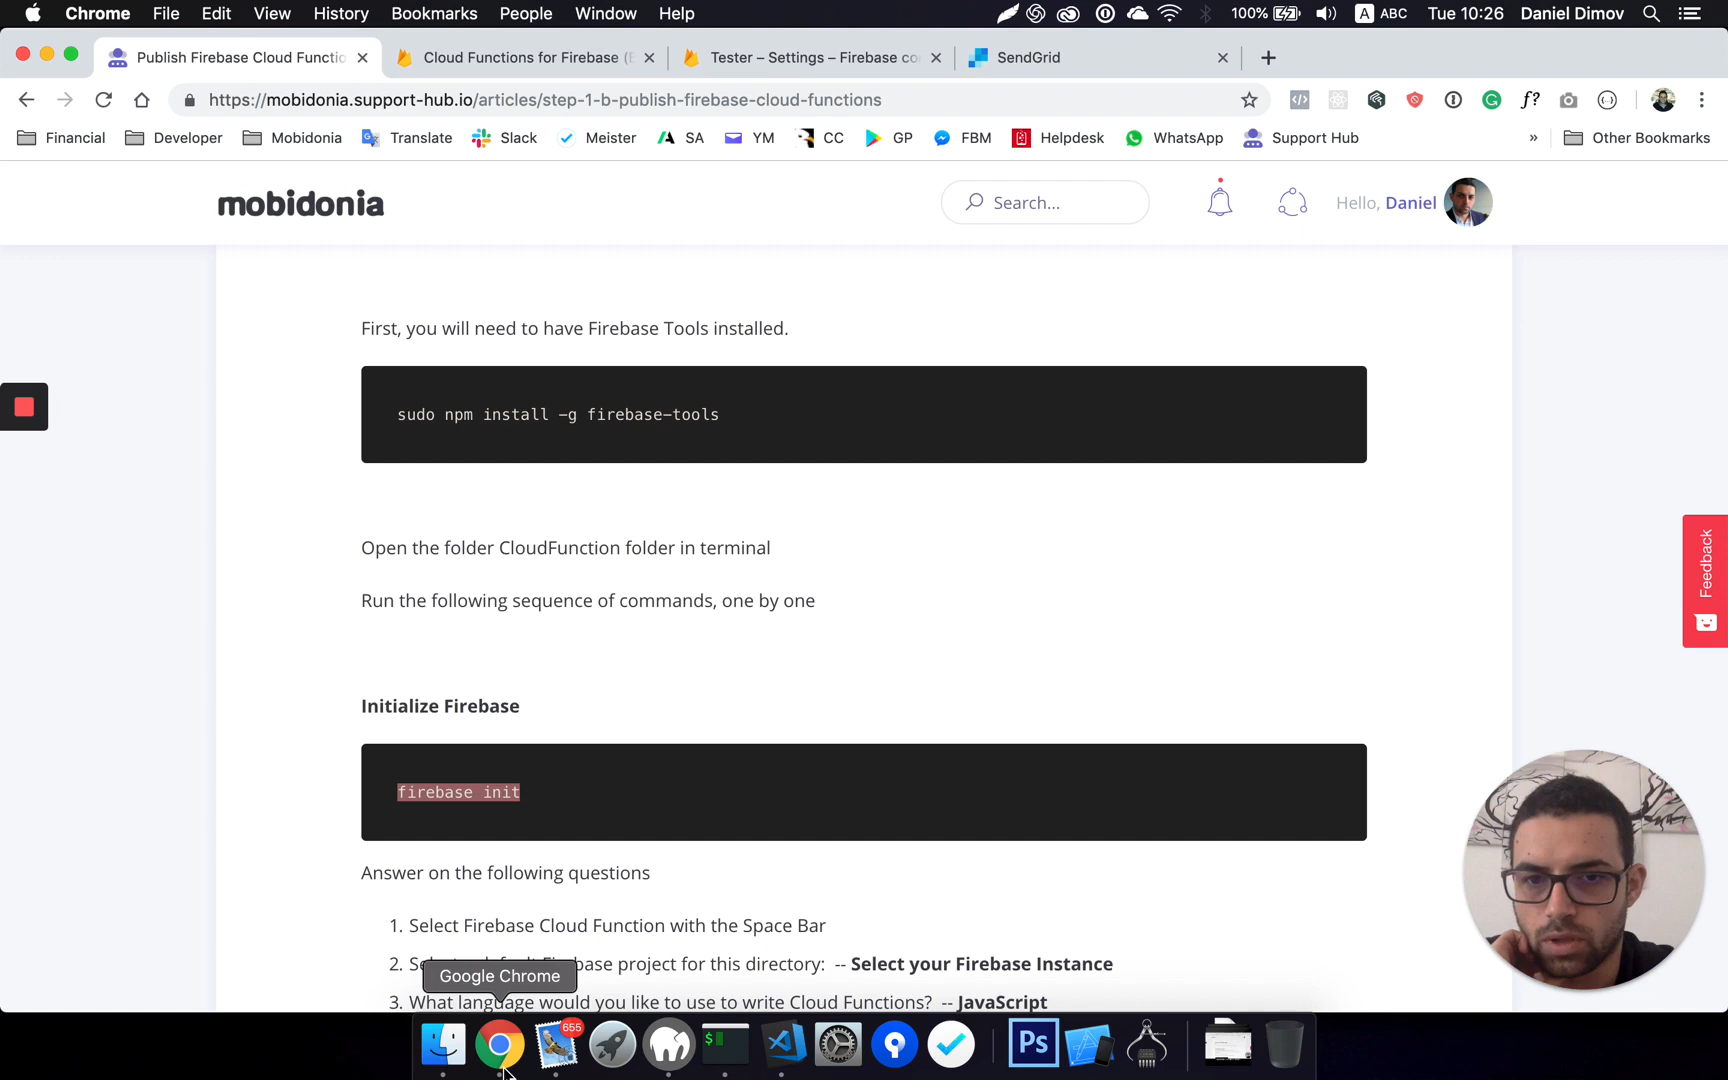 Chrome File Edit View History Bookmarks People Window Help 100% A ABC Tue 10:26 Daniel Dimov
Publish Firebase Cloud Functio
Cloud Functions for Firebase (
Tester – Settings – Firebase co
SendGrid
https://mobidonia.support-hub.io/articles/step-1-b-publish-firebase-cloud-functions
f?
Financial Developer Mobidonia Translate Slack Meister SA YM CC GP FBM Helpdesk WhatsApp Support Hub » Other Bookmarks
mobidonia
Search...
Hello, Daniel
First, you will need to have Firebase Tools installed.
sudo npm install -g firebase-tools
Open the folder CloudFunction folder in terminal
Run the following sequence of commands, one by one
Feedback
Initialize Firebase
firebase init
Answer on the following questions
1. Select Firebase Cloud Function with the Space Bar
2. base project for this directory: -- Select your Firebase Instance
Google Chrome
3. What language would you like to use to write Cloud Functions? -- JavaScript
655
$
Ps